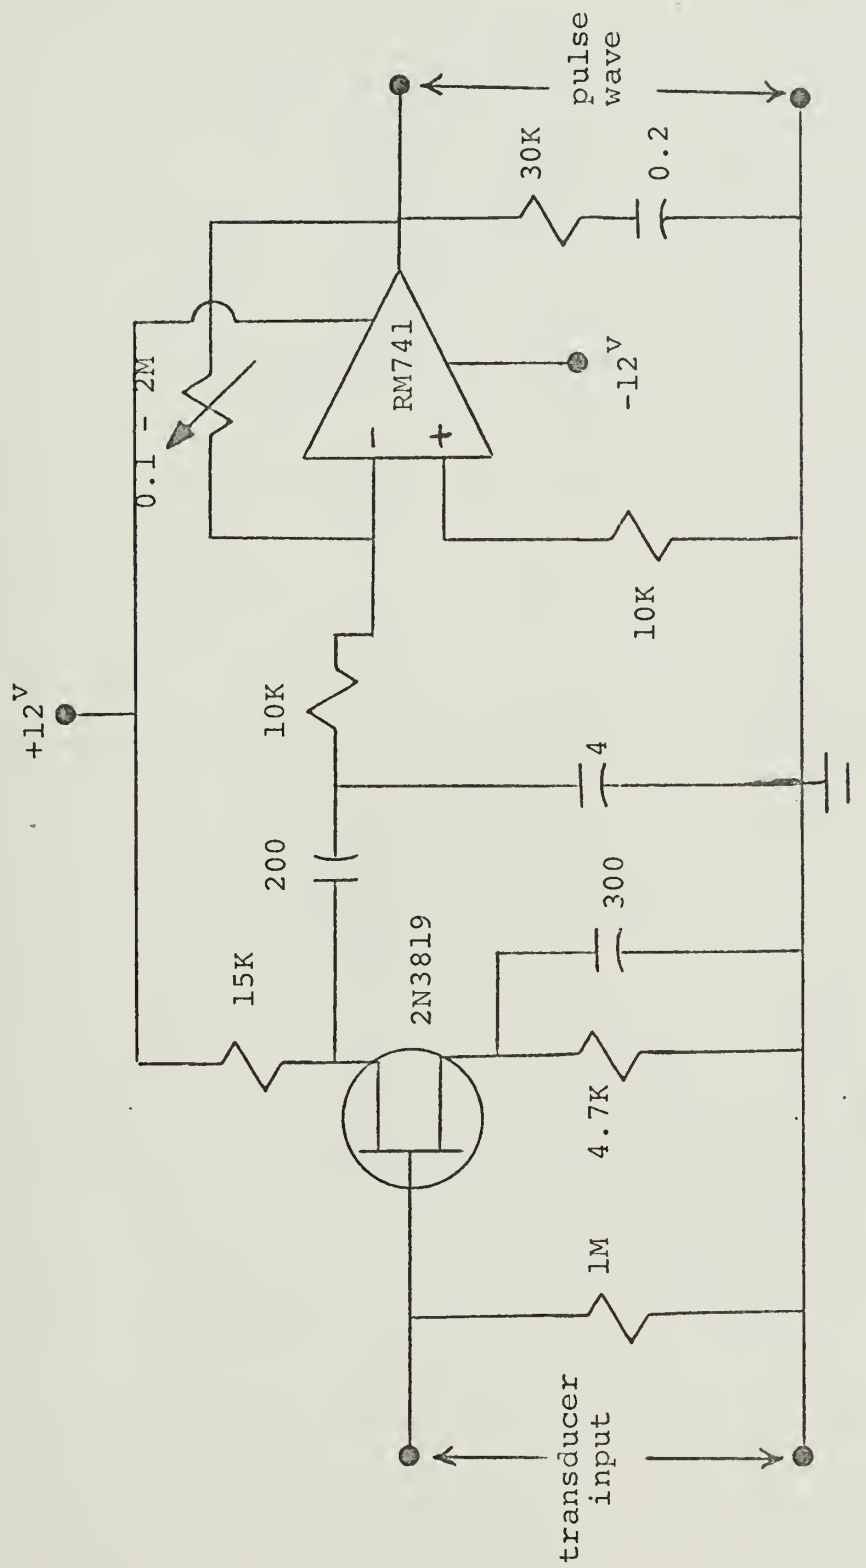 +12V
0.1 - 2M
15K
200
10K
RM741
-
+
-12V
30K
0.2
pulse
wave
2N3819
4
10K
300
4.7K
1M
transducer
input